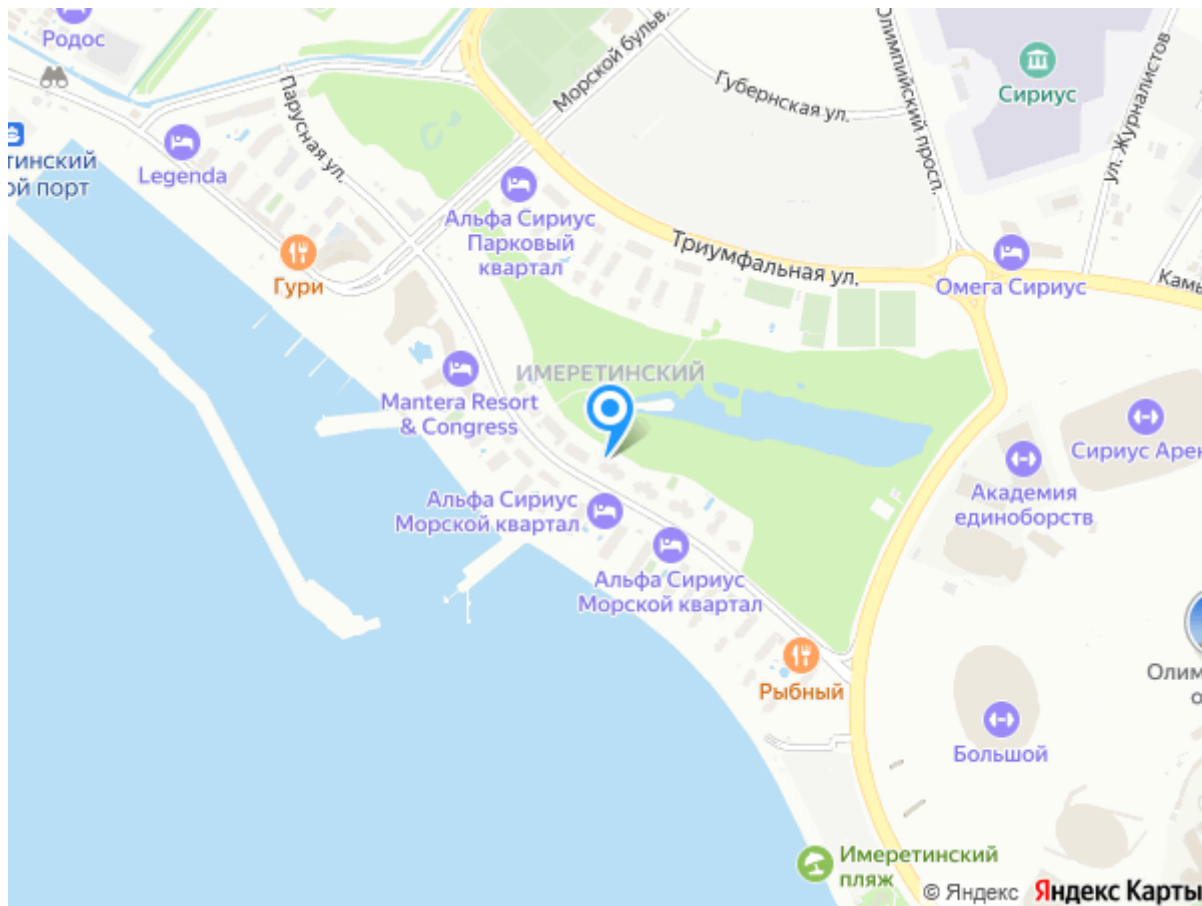 Родос
Морской бульв.
Олимпийский просп.
Губернская ул.
Сириус
ул. Журналистов
Парусная ул.
тинский
ой порт
Legenda
Альфа Сириус
Парковый
квартал
Триумфальная ул.
Гури
Омега Сириус
Камы
ИМЕРЕТИНСКИЙ
Mantera Resort
& Congress
Сириус Арен
Академия
единоборств
Альфа Сириус
Морской квартал
Альфа Сириус
Морской квартал
Рыбный
Олим
о
Большой
Имеретинский
пляж
© Яндекс Яндекс Карты